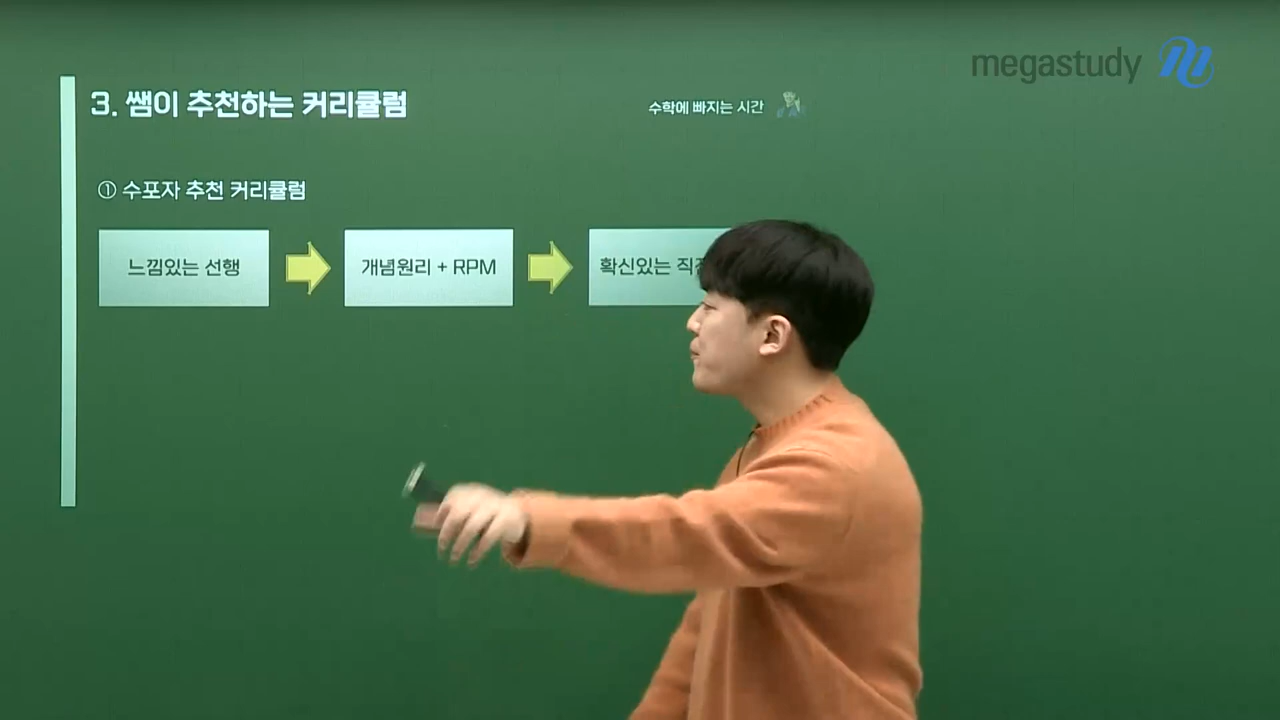 megastudy
3. 쌤이 추천하는 커리큘럼
수학에 빠지는 시간
① 수포자 추천 커리큘럼
느낌있는 선행
개념원리 + RPM
확신있는